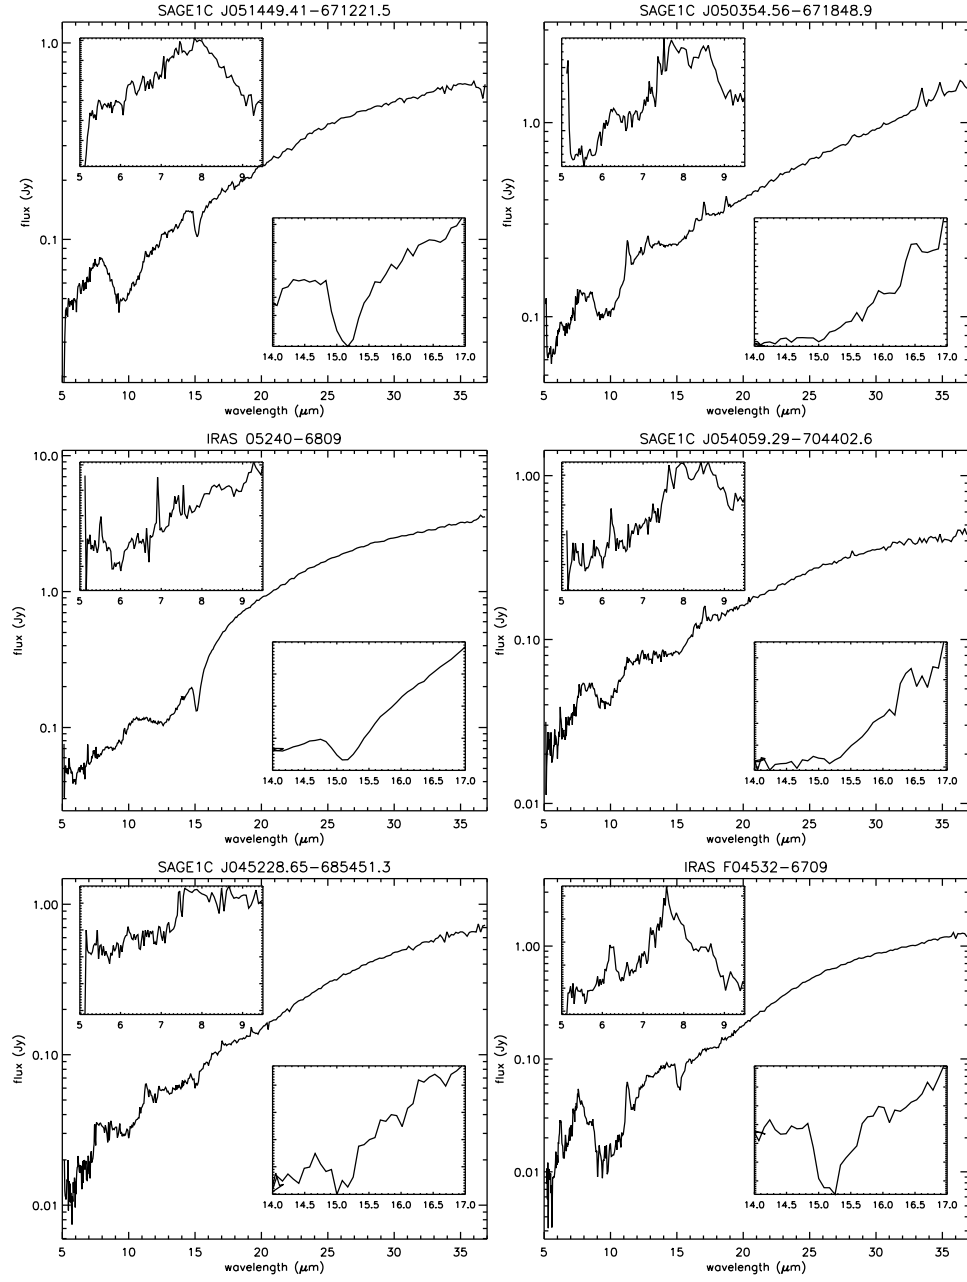 SAGE1C J051449.41−671221.5
1.0
0.1
flux (Jy)
5 6 7 8 9
14.0 14.5 15.0 15.5 16.0 16.5 17.0
5 10 15 20 25 30 35
wavelength (μm)
SAGE1C J050354.56−671848.9
1.0
0.1
flux (Jy)
5 6 7 8 9
14.0 14.5 15.0 15.5 16.0 16.5 17.0
5 10 15 20 25 30 35
wavelength (μm)
IRAS 05240−6809
10.0
1.0
0.1
flux (Jy)
5 6 7 8 9
14.0 14.5 15.0 15.5 16.0 16.5 17.0
5 10 15 20 25 30 35
wavelength (μm)
SAGE1C J054059.29−704402.6
1.00
0.10
0.01
flux (Jy)
5 6 7 8 9
14.0 14.5 15.0 15.5 16.0 16.5 17.0
5 10 15 20 25 30 35
wavelength (μm)
SAGE1C J045228.65−685451.3
1.00
0.10
0.01
flux (Jy)
5 6 7 8 9
14.0 14.5 15.0 15.5 16.0 16.5 17.0
5 10 15 20 25 30 35
wavelength (μm)
IRAS F04532−6709
1.00
0.10
0.01
flux (Jy)
5 6 7 8 9
14.0 14.5 15.0 15.5 16.0 16.5 17.0
5 10 15 20 25 30 35
wavelength (μm)